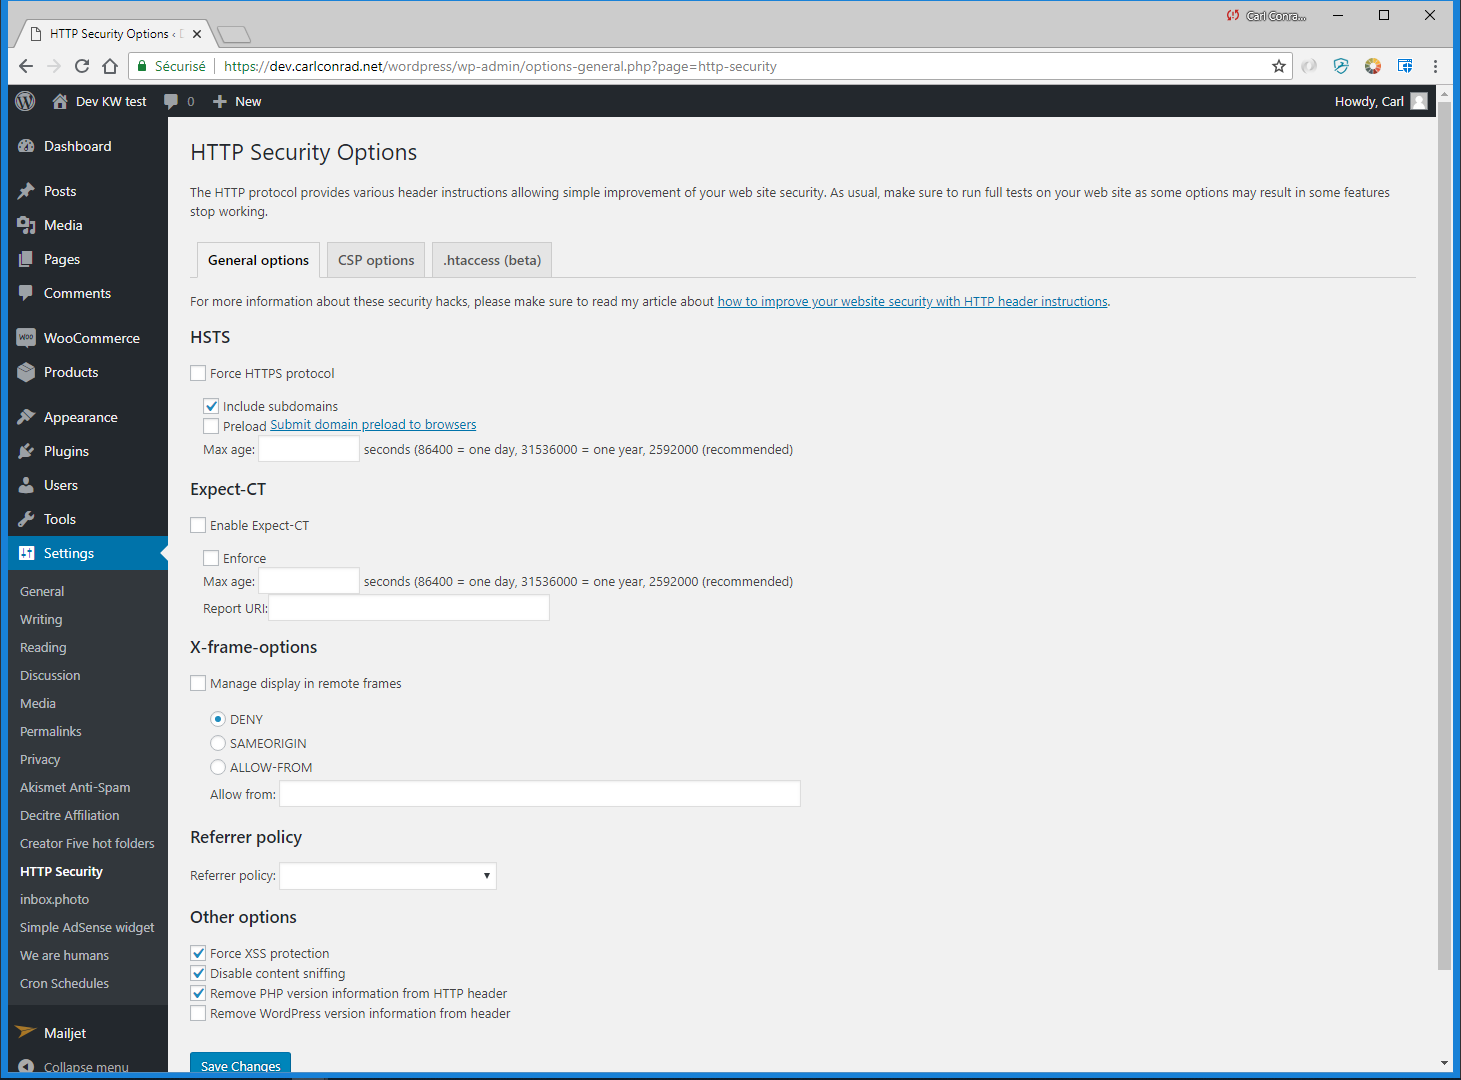 HTTP Security Options ‹
Carl Conra...
Sécurisé
https://dev.carlconrad.net/wordpress/wp-admin/options-general.php?page=http-security
Dev KW test
0
New
Howdy, Carl
Dashboard
Posts
Media
Pages
Comments
WooCommerce
Products
Appearance
Plugins
Users
Tools
Settings
General
Writing
Reading
Discussion
Media
Permalinks
Privacy
Akismet Anti-Spam
Decitre Affiliation
Creator Five hot folders
HTTP Security
inbox.photo
Simple AdSense widget
We are humans
Cron Schedules
Mailjet
Collapse menu
HTTP Security Options
The HTTP protocol provides various header instructions allowing simple improvement of your web site security. As usual, make sure to run full tests on your web site as some options may result in some features
stop working.
General options
CSP options
.htaccess (beta)
For more information about these security hacks, please make sure to read my article about how to improve your website security with HTTP header instructions.
HSTS
Force HTTPS protocol
Include subdomains
Preload Submit domain preload to browsers
Max age: seconds (86400 = one day, 31536000 = one year, 2592000 (recommended)
Expect-CT
Enable Expect-CT
Enforce
Max age: seconds (86400 = one day, 31536000 = one year, 2592000 (recommended)
Report URI:
X-frame-options
Manage display in remote frames
DENY
SAMEORIGIN
ALLOW-FROM
Allow from:
Referrer policy
Referrer policy:
Other options
Force XSS protection
Disable content sniffing
Remove PHP version information from HTTP header
Remove WordPress version information from header
Save Changes